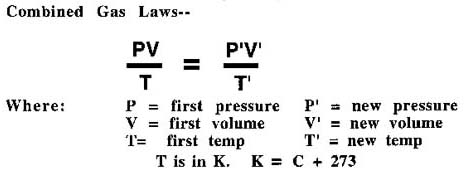 Combined Gas Laws--
PV / T = P'V' / T'
Where: P = first pressure P' = new pressure
V = first volume V' = new volume
T= first temp T' = new temp
T is in K. K = C + 273